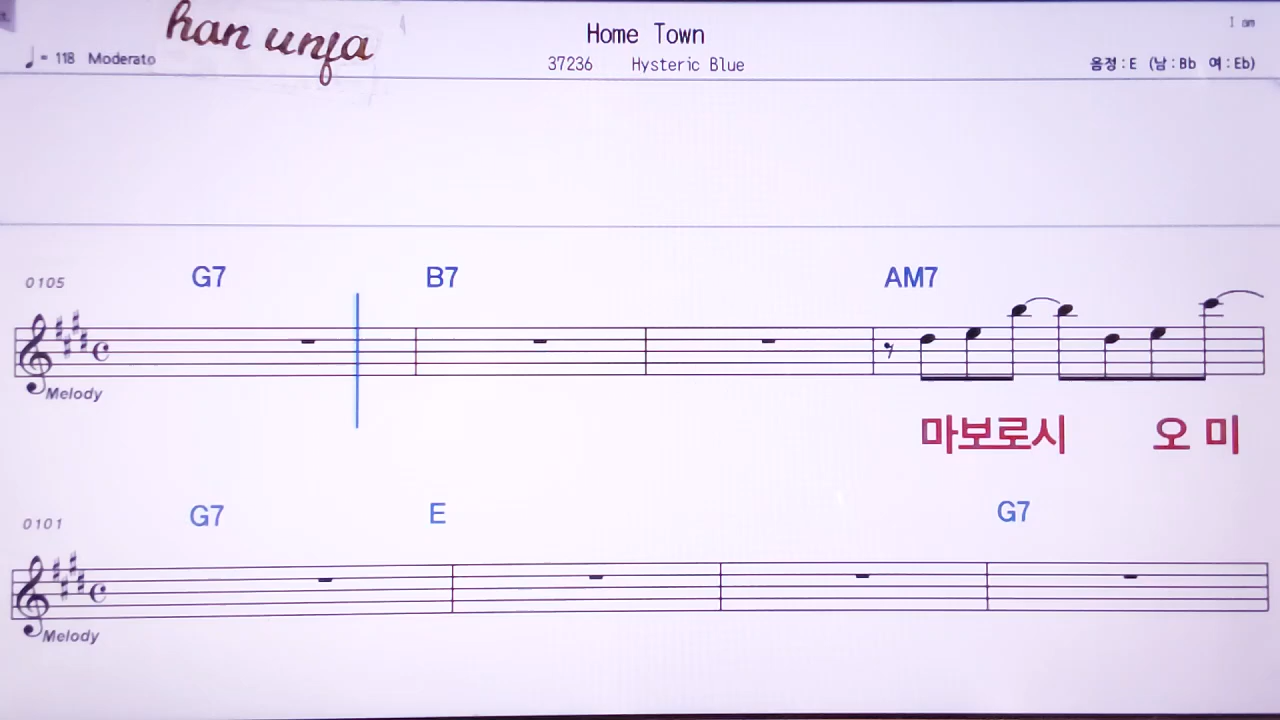 han unfa
Home Town
♩= 118 Moderato
37236 Hysteric Blue
음정:E (남:Bb 여:Eb)
0105
G7 B7 AM7
Melody
마보로시 오 미
0101
G7 E G7
Melody